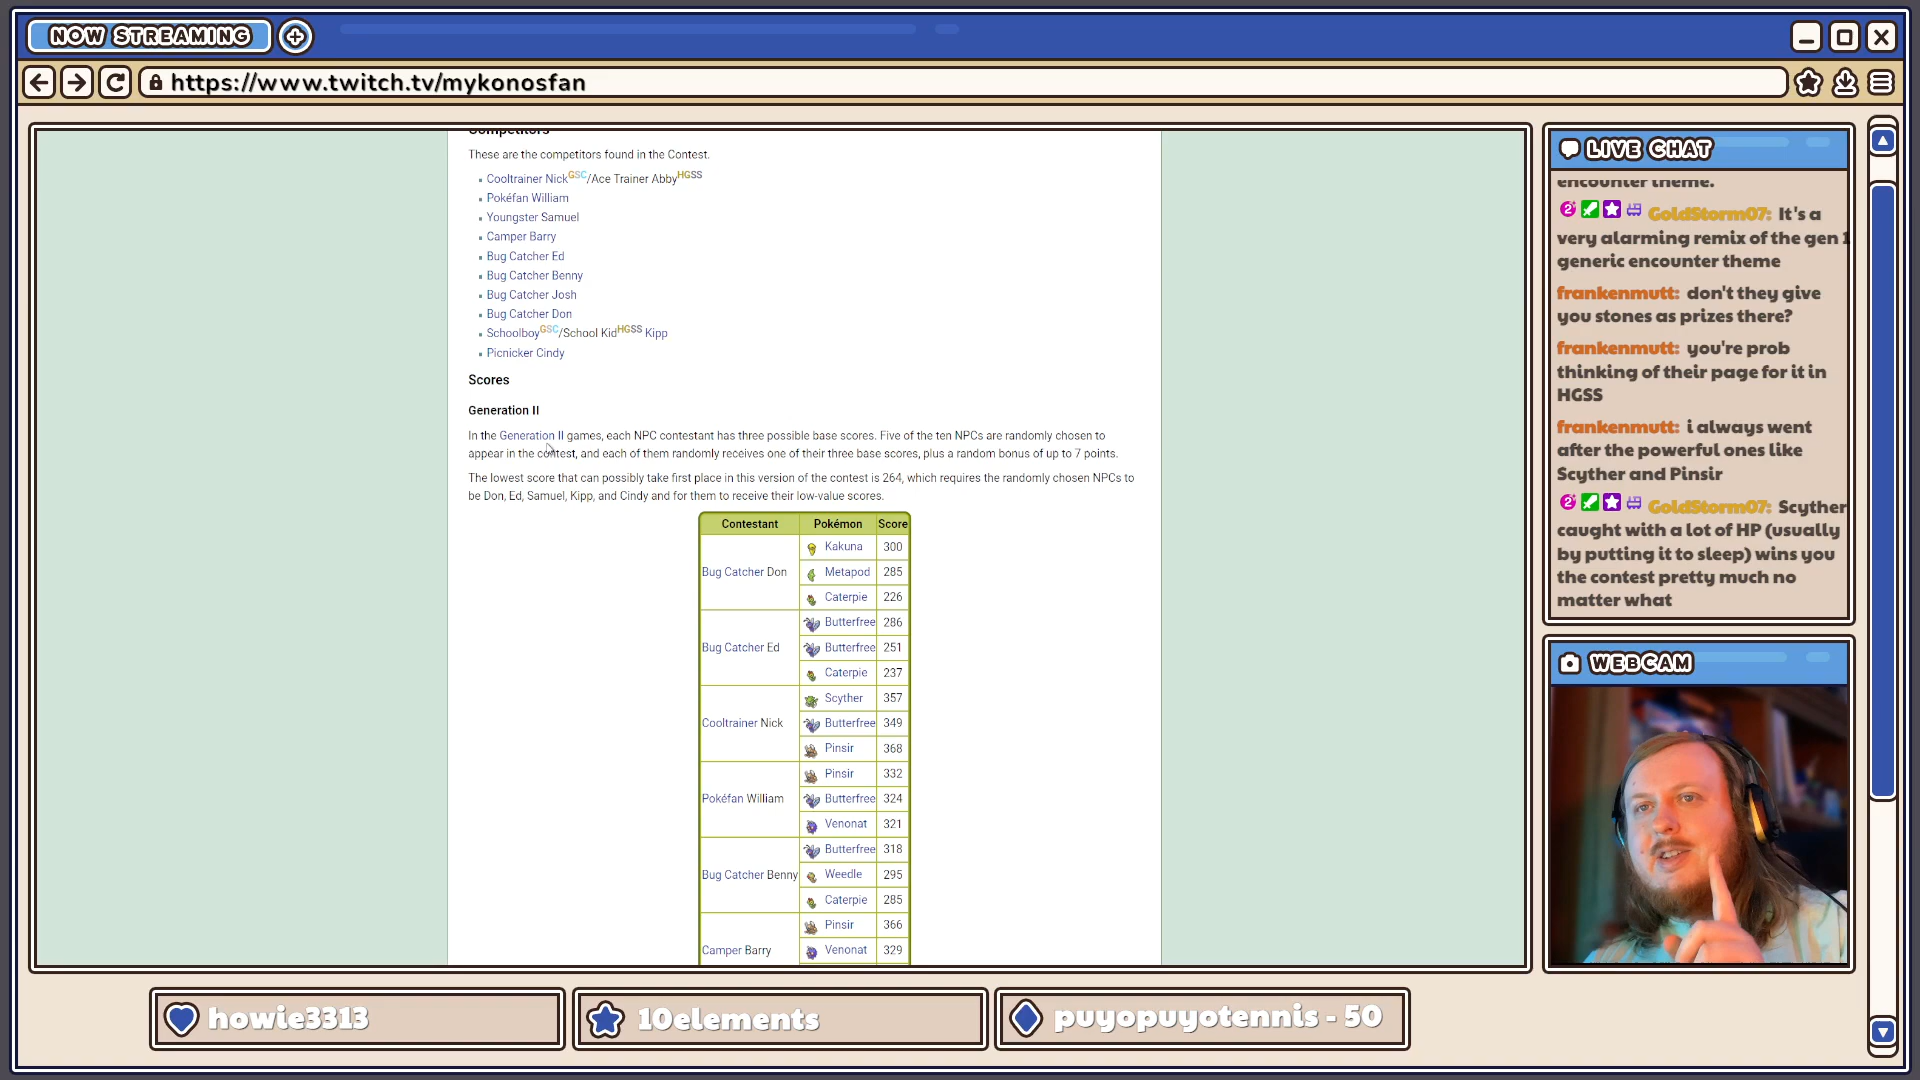 NOW STREAMING
https://www.twitch.tv/mykonosfan
Competitors
These are the competitors found in the Contest.
Cooltrainer NickGSC/Ace Trainer AbbyHGSS
Pokéfan William
Youngster Samuel
Camper Barry
Bug Catcher Ed
Bug Catcher Benny
Bug Catcher Josh
Bug Catcher Don
SchoolboyGSC/School KidHGSS Kipp
Picnicker Cindy
Scores
Generation II
In the Generation II games, each NPC contestant has three possible base scores. Five of the ten NPCs are randomly chosen to
appear in the contest, and each of them randomly receives one of their three base scores, plus a random bonus of up to 7 points.
The lowest score that can possibly take first place in this version of the contest is 264, which requires the randomly chosen NPCs to
be Don, Ed, Samuel, Kipp, and Cindy and for them to receive their low-value scores.
Contestant Pokémon Score
Kakuna 300
Bug Catcher Don Metapod 285
Caterpie 226
Butterfree 286
Bug Catcher Ed Butterfree 251
Caterpie 237
Scyther 357
Cooltrainer Nick Butterfree 349
Pinsir 368
Pinsir 332
Pokéfan William Butterfree 324
Venonat 321
Butterfree 318
Bug Catcher Benny Weedle 295
Caterpie 285
Pinsir 366
Camper Barry Venonat 329
LIVE CHAT
encounter theme.
GoldStorm07: It's a
very alarming remix of the gen 1
generic encounter theme
frankenmutt: don't they give
you stones as prizes there?
frankenmutt: you're prob
thinking of their page for it in
HGSS
frankenmutt: i always went
after the powerful ones like
Scyther and Pinsir
GoldStorm07: Scyther
caught with a lot of HP (usually
by putting it to sleep) wins you
the contest pretty much no
matter what
WEBCAM
howie3313
10elements
puyopuyotennis - 50